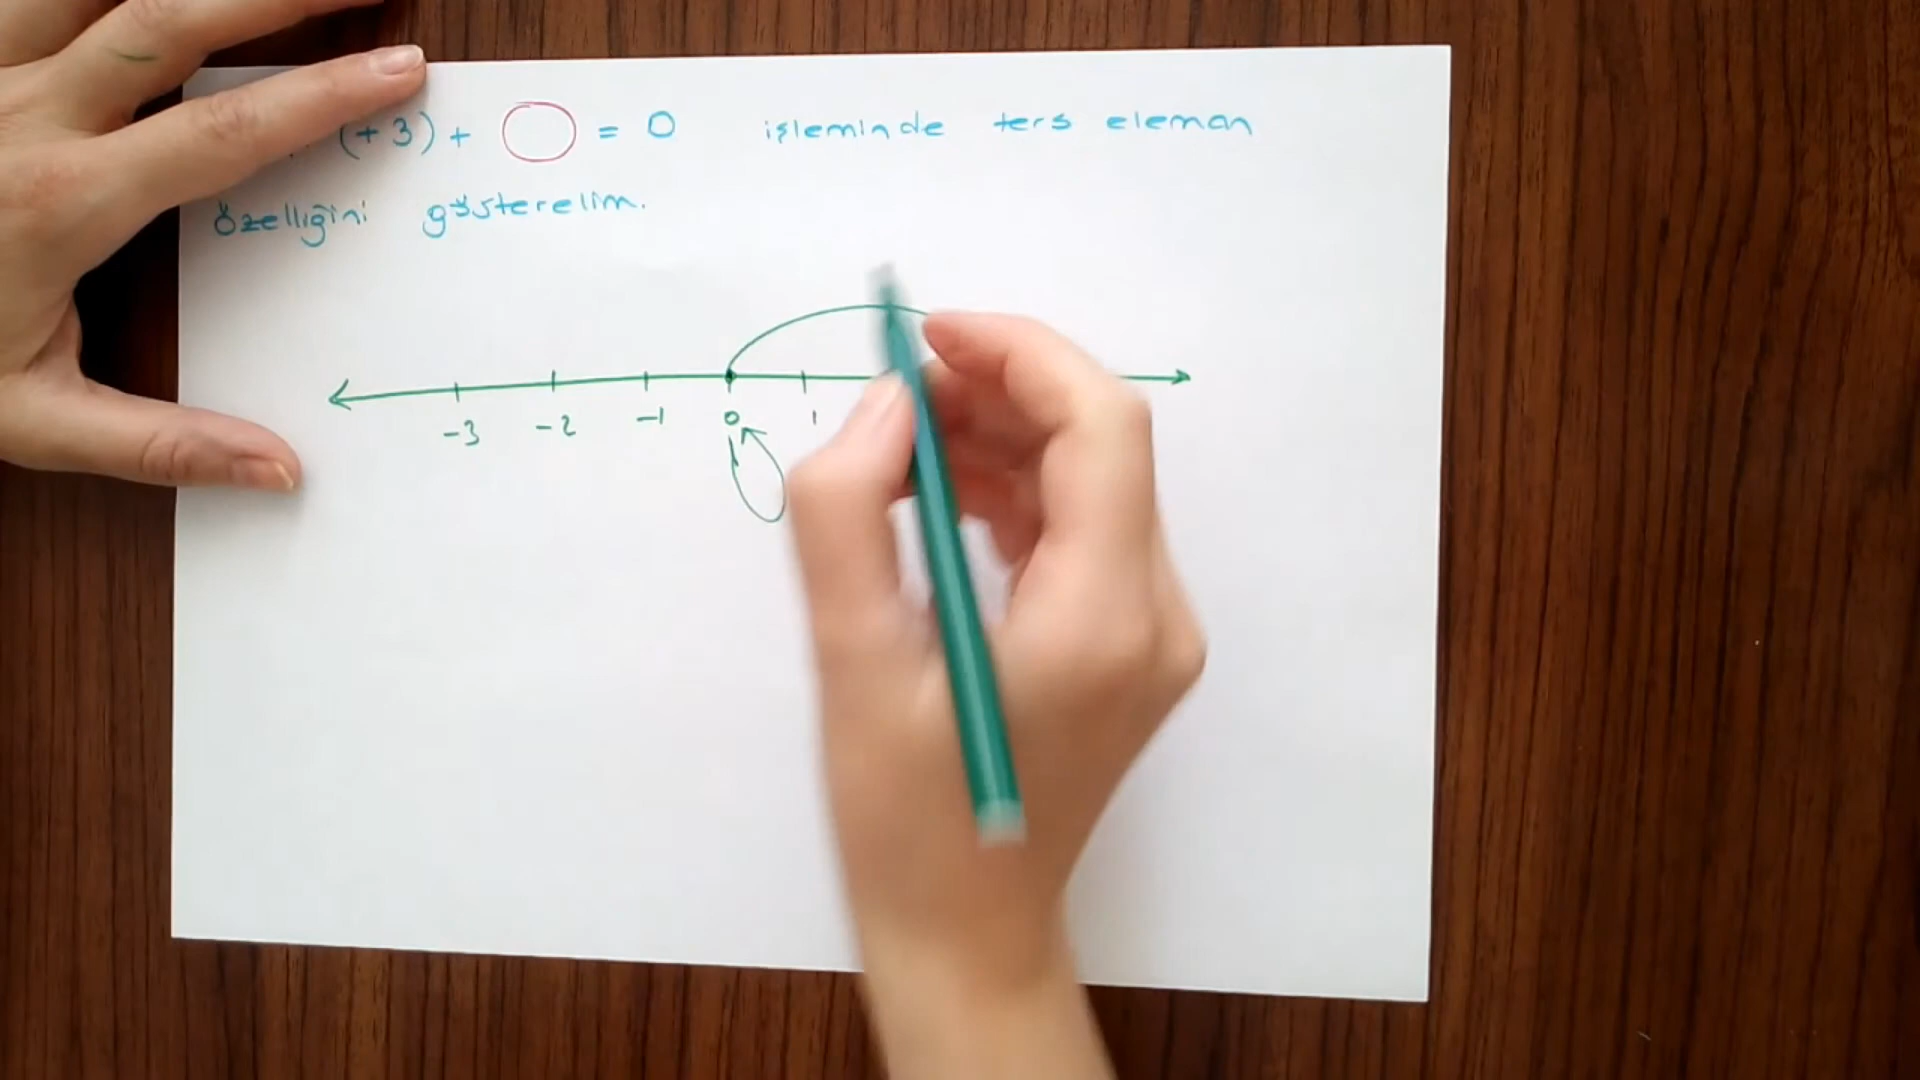 (+3) + ◯ = 0 işleminde ters eleman
özelliğini gösterelim.
-3 -2 -1 0 1